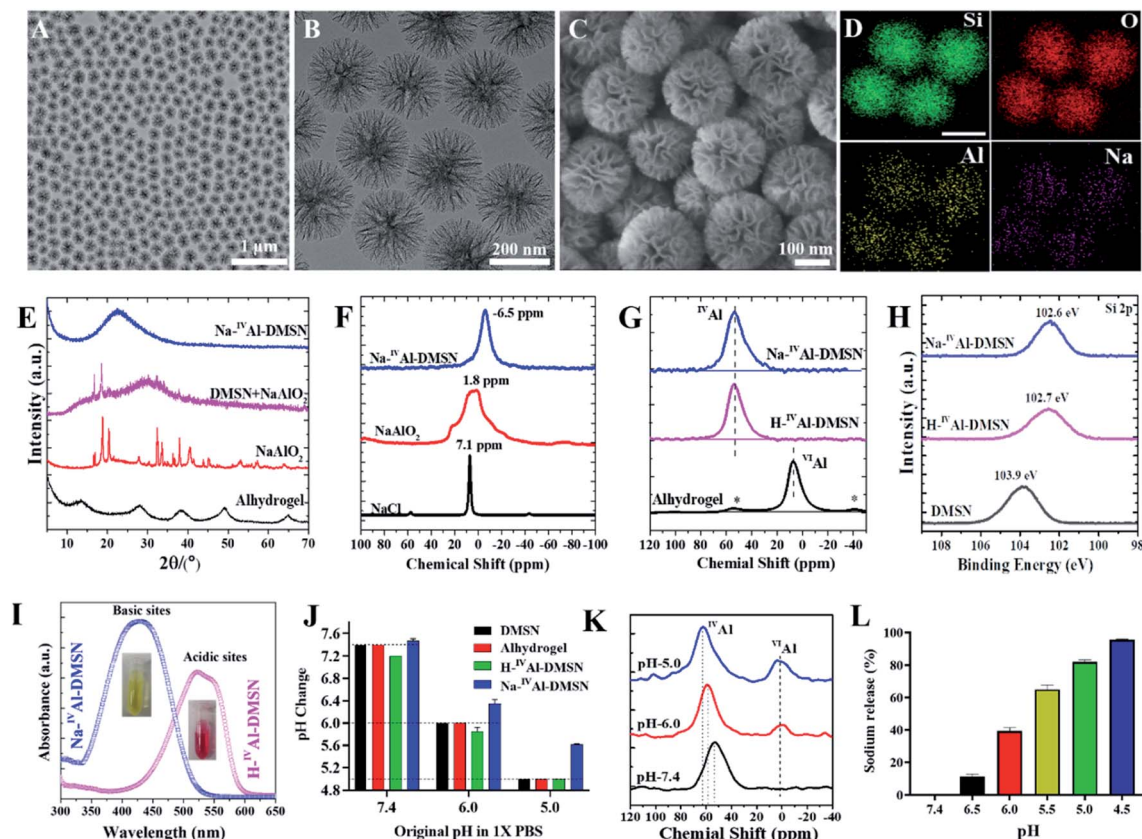 A
1 µm
B
200 nm
C
100 nm
D
Si
O
Al
Na
E
Na-ᴵⱽAl-DMSN
DMSN+NaAlO₂
NaAlO₂
Alhydrogel
Intensity (a.u.)
10 20 30 40 50 60 70
2θ/(°)
F
-6.5 ppm
Na-ᴵⱽAl-DMSN
1.8 ppm
NaAlO₂
7.1 ppm
NaCl
100 80 60 40 20 0 -20 -40 -60 -80 -100
Chemical Shift (ppm)
G
ᴵⱽAl
Na-ᴵⱽAl-DMSN
H-ᴵⱽAl-DMSN
ⱽᴵAl
Alhydrogel
* *
120 100 80 60 40 20 0 -20 -40
Chemial Shift (ppm)
H
Si 2p
102.6 eV
Na-ᴵⱽAl-DMSN
102.7 eV
H-ᴵⱽAl-DMSN
103.9 eV
DMSN
Intensity (a.u.)
108 106 104 102 100 98
Binding Energy (eV)
I
Basic sites
Acidic sites
Absorbance (a.u.)
Na-ᴵⱽAl-DMSN
H-ᴵⱽAl-DMSN
300 350 400 450 500 550 600 650
Wavelength (nm)
J
DMSN
Alhydrogel
H-ᴵⱽAl-DMSN
Na-ᴵⱽAl-DMSN
pH Change
7.6
7.2
6.8
6.4
6.0
5.6
5.2
4.8
7.4 6.0 5.0
Original pH in 1X PBS
K
ᴵⱽAl
ⱽᴵAl
pH-5.0
pH-6.0
pH-7.4
120 100 80 60 40 20 0 -20 -40
Chemical Shift (ppm)
L
Sodium release (%)
100
80
60
40
20
0
7.4 6.5 6.0 5.5 5.0 4.5
pH